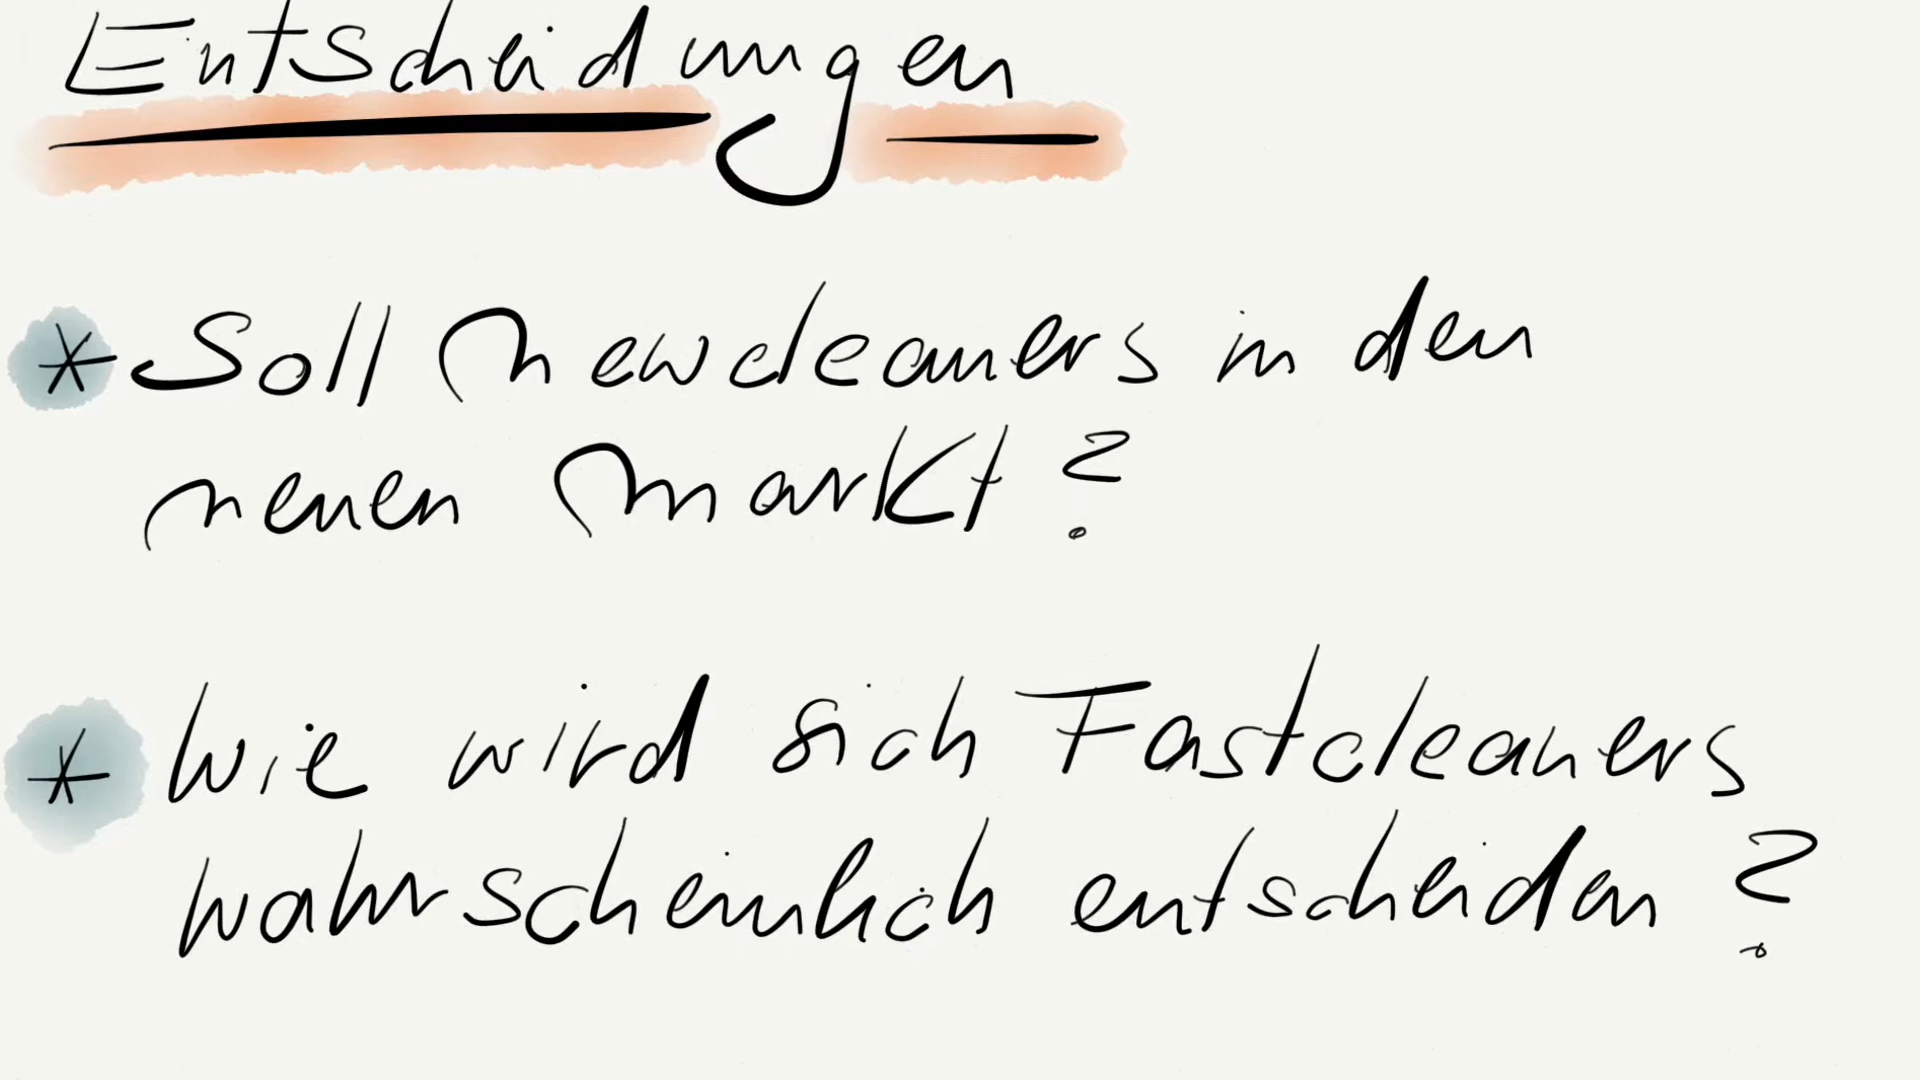 Entscheidungen
* Soll Newcleaners in den
neuen Markt?
* Wie wird sich Fastcleaners
wahrscheinlich entscheiden?